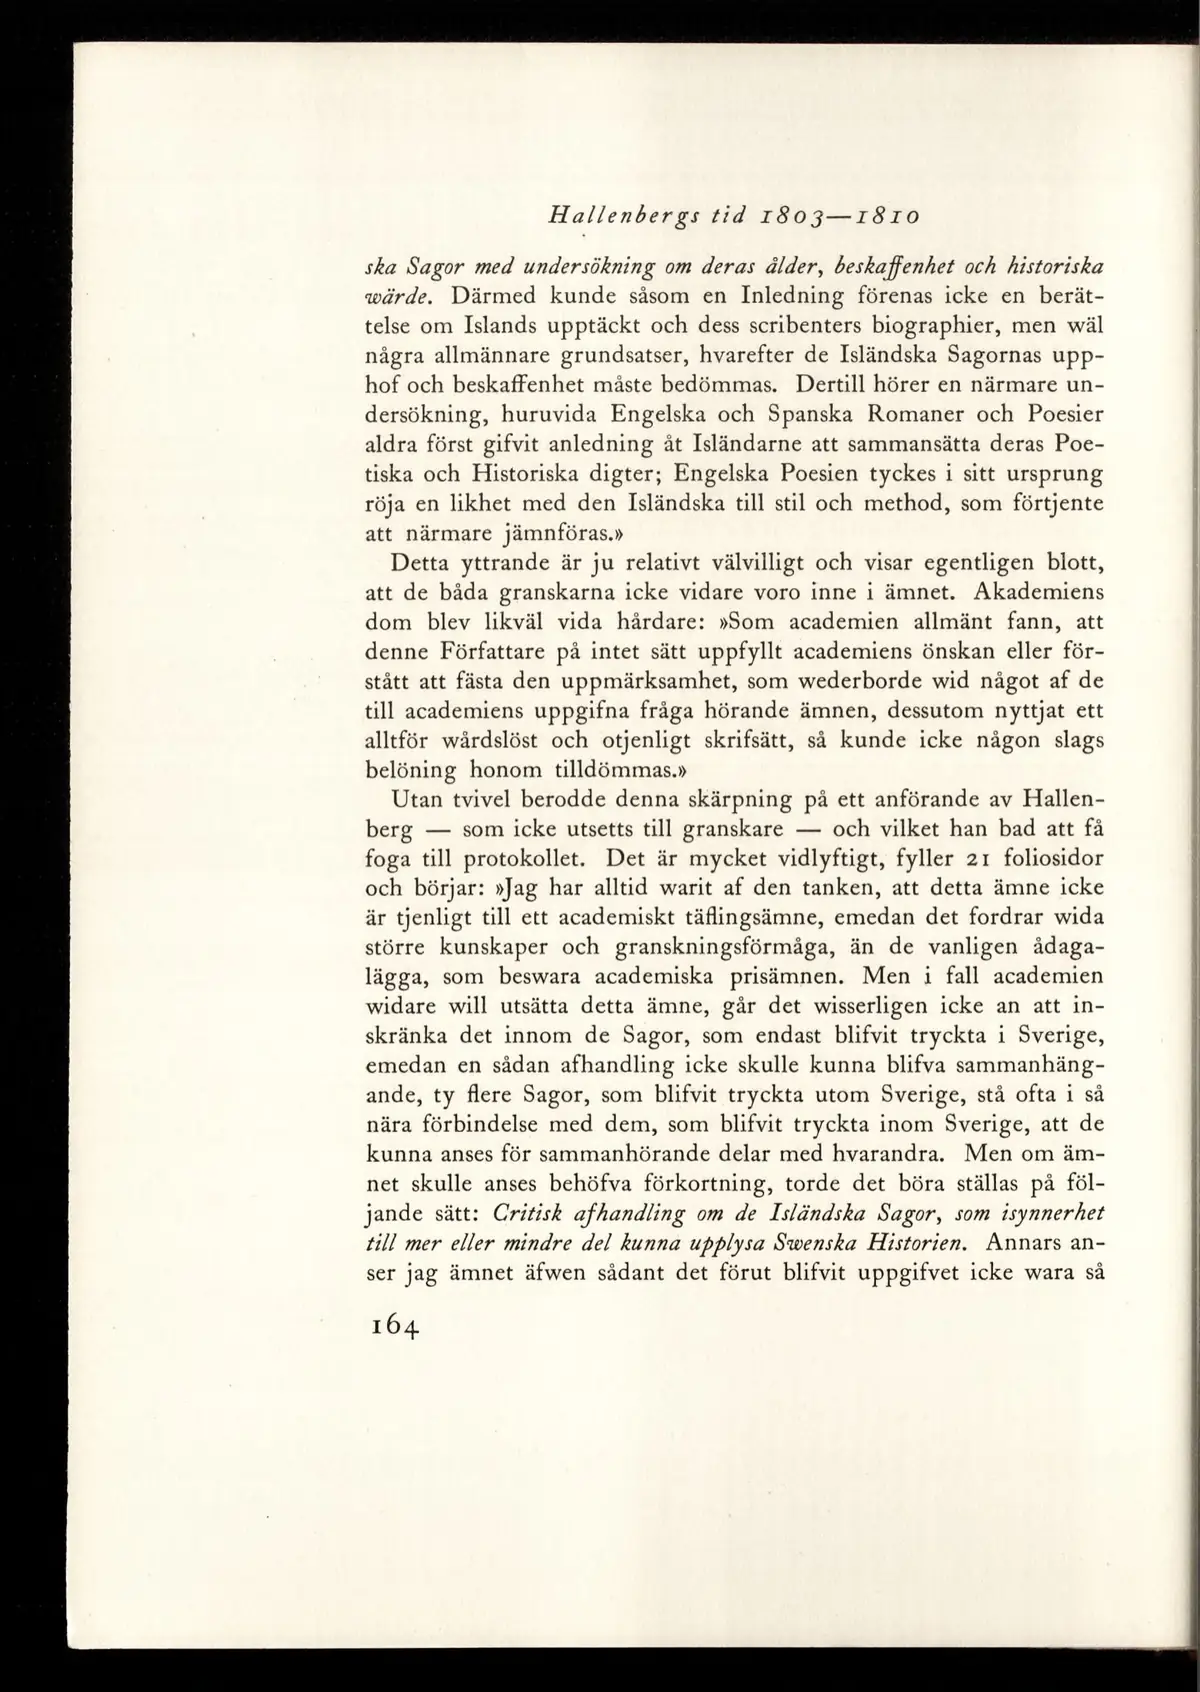 Hallenbergs tid 1803—1810
ska Sagor med undersökning om deras ålder, beskaffenhet och historiska
wärde. Därmed kunde såsom en Inledning förenas icke en berät-
telse om Islands upptäckt och dess scribenters biographier, men wäl
några allmännare grundsatser, hvarefter de Isländska Sagornas upp-
hof och beskaffenhet måste bedömmas. Dertill hörer en närmare un-
dersökning, huruvida Engelska och Spanska Romaner och Poesier
aldra först gifvit anledning åt Isländarne att sammansätta deras Poe-
tiska och Historiska digter; Engelska Poesien tyckes i sitt ursprung
röja en likhet med den Isländska till stil och method, som förtjente
att närmare jämnföras.»
Detta yttrande är ju relativt välvilligt och visar egentligen blott,
att de båda granskarna icke vidare voro inne i ämnet. Akademiens
dom blev likväl vida hårdare: »Som academien allmänt fann, att
denne Författare på intet sätt uppfyllt academiens önskan eller för-
stått att fästa den uppmärksamhet, som wederborde wid något af de
till academiens uppgifna fråga hörande ämnen, dessutom nyttjat ett
alltför wårdslöst och otjenligt skrifsätt, så kunde icke någon slags
belöning honom tilldömmas.»
Utan tvivel berodde denna skärpning på ett anförande av Hallen-
berg — som icke utsetts till granskare — och vilket han bad att få
foga till protokollet. Det är mycket vidlyftigt, fyller 21 foliosidor
och börjar: »Jag har alltid warit af den tanken, att detta ämne icke
är tjenligt till ett academiskt täflingsämne, emedan det fordrar wida
större kunskaper och granskningsförmåga, än de vanligen ådaga-
lägga, som beswara academiska prisämnen. Men i fall academien
widare will utsätta detta ämne, går det wisserligen icke an att in-
skränka det innom de Sagor, som endast blifvit tryckta i Sverige,
emedan en sådan afhandling icke skulle kunna blifva sammanhäng-
ande, ty flere Sagor, som blifvit tryckta utom Sverige, stå ofta i så
nära förbindelse med dem, som blifvit tryckta inom Sverige, att de
kunna anses för sammanhörande delar med hvarandra. Men om äm-
net skulle anses behöfva förkortning, torde det böra ställas på föl-
jande sätt: Critisk afhandling om de Isländska Sagor, som isynnerhet
till mer eller mindre del kunna upplysa Swenska Historien. Annars an-
ser jag ämnet äfwen sådant det förut blifvit uppgifvet icke wara så
164